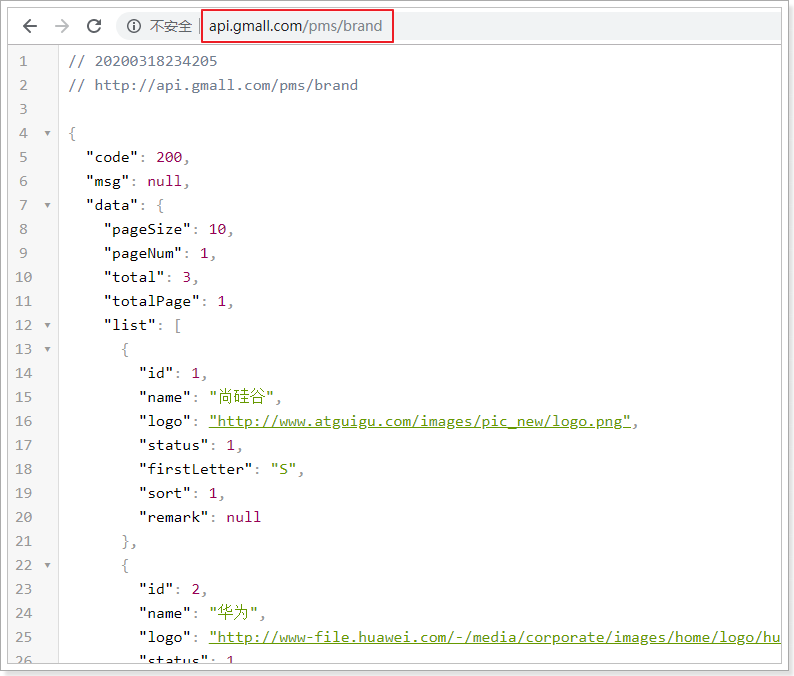 不安全 api.gmall.com/pms/brand
1 // 20200318234205
2 // http://api.gmall.com/pms/brand
3
4 {
5 "code": 200,
6 "msg": null,
7 "data": {
8 "pageSize": 10,
9 "pageNum": 1,
10 "total": 3,
11 "totalPage": 1,
12 "list": [
13 {
14 "id": 1,
15 "name": "尚硅谷",
16 "logo": "http://www.atguigu.com/images/pic_new/logo.png",
17 "status": 1,
18 "firstLetter": "S",
19 "sort": 1,
20 "remark": null
21 },
22 {
23 "id": 2,
24 "name": "华为",
25 "logo": "http://www-file.huawei.com/-/media/corporate/images/home/logo/hu
26 "status": 1